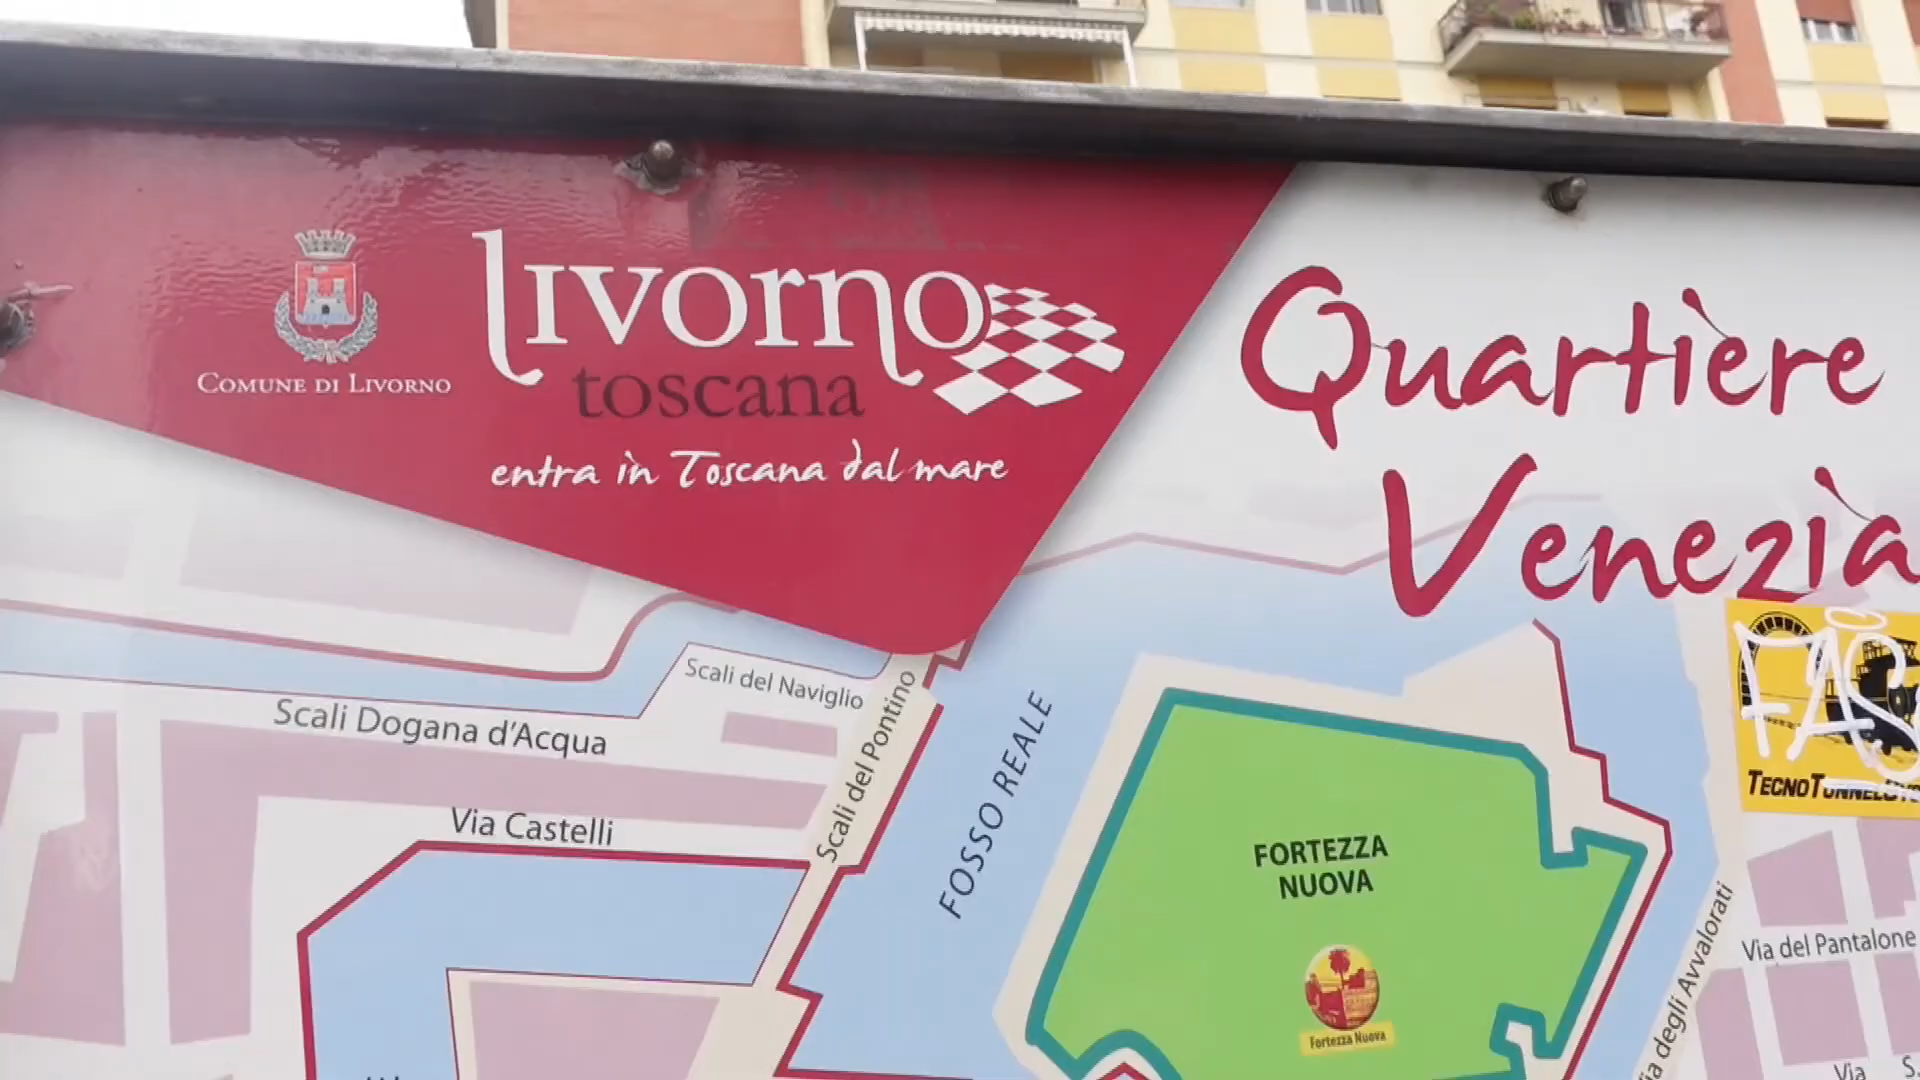 COMUNE DI LIVORNO
Livorno
toscana
entra in Toscana dal mare
Quartière
Venezia
Scali del Naviglio
Scali Dogana d'Acqua
Scali del Pontino
Via Castelli
FOSSO REALE
FORTEZZA
NUOVA
Fortezza Nuova
FAS
Via del Pantalone
Via degli Avvalorati
Via S.